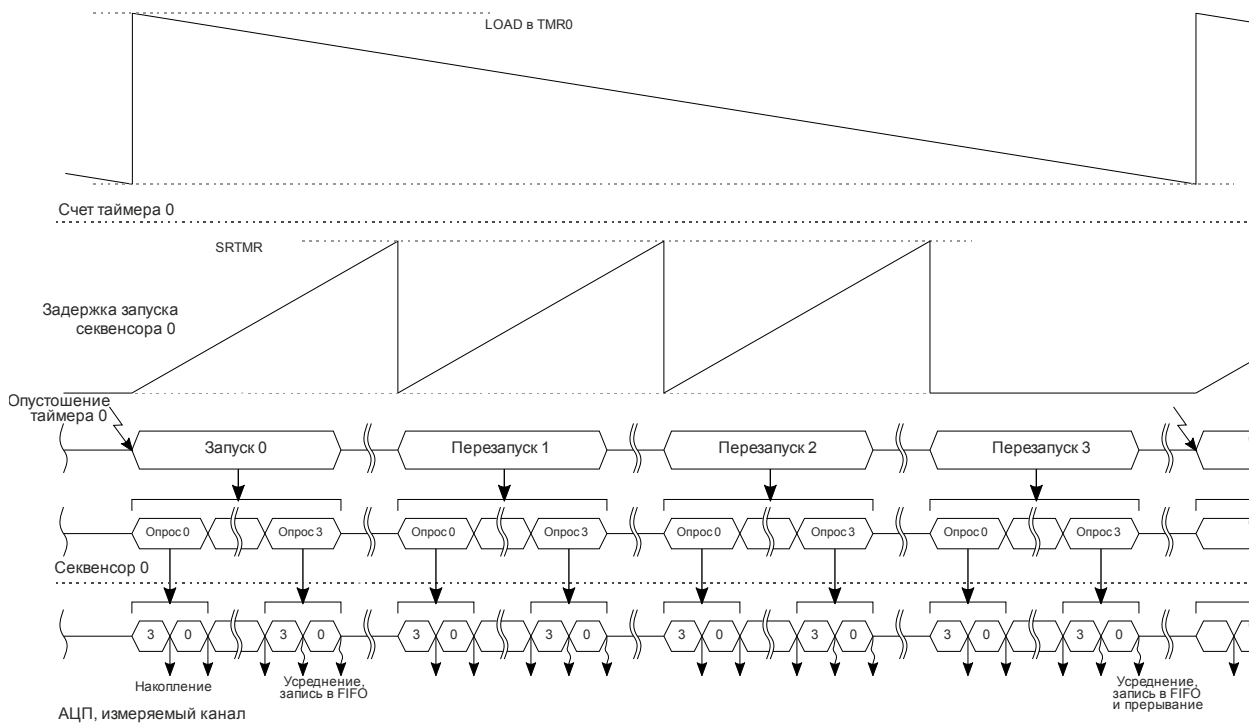 LOAD в TMR0
Счет таймера 0
SRTMR
Задержка запуска
секвенсора 0
Опустошение
таймера 0
Запуск 0
Перезапуск 1
Перезапуск 2
Перезапуск 3
Опрос 0
Опрос 3
Опрос 0
Опрос 3
Опрос 0
Опрос 3
Опрос 0
Опрос 3
Секвенсор 0
3 0 3 0 3 0 3 0 3 0 3 0 3 0 3 0
Накопление
Усреднение,
запись в FIFO
Усреднение,
запись в FIFO
и прерывание
АЦП, измеряемый канал